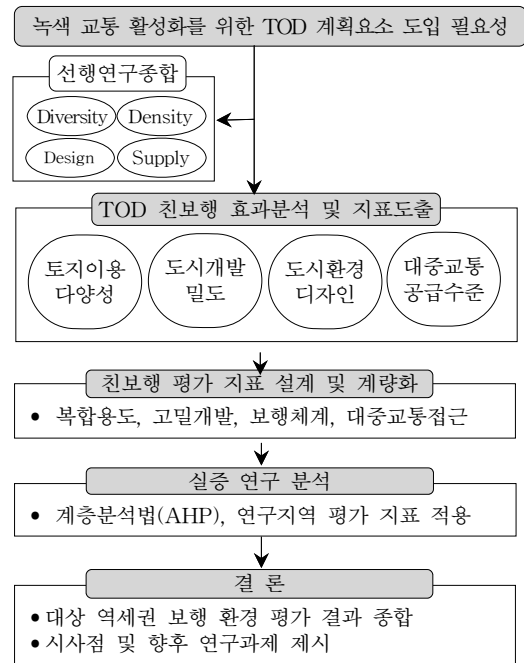 녹색 교통 활성화를 위한 TOD 계획요소 도입 필요성
선행연구종합
Diversity Density
Design Supply
TOD 친보행 효과분석 및 지표도출
토지이용 다양성
도시개발 밀도
도시환경 디자인
대중교통 공급수준
친보행 평가 지표 설계 및 계량화
• 복합용도, 고밀개발, 보행체계, 대중교통접근
실증 연구 분석
• 계층분석법(AHP), 연구지역 평가 지표 적용
결 론
• 대상 역세권 보행 환경 평가 결과 종합
• 시사점 및 향후 연구과제 제시